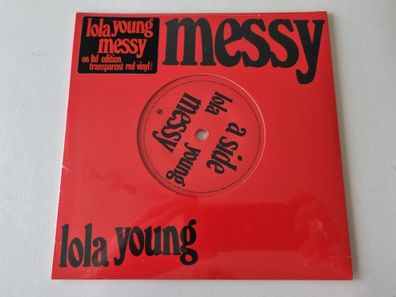 lola young
messy
on ltd edition
transparent red vinyl!
messy
a side
lola young
messy
lola young